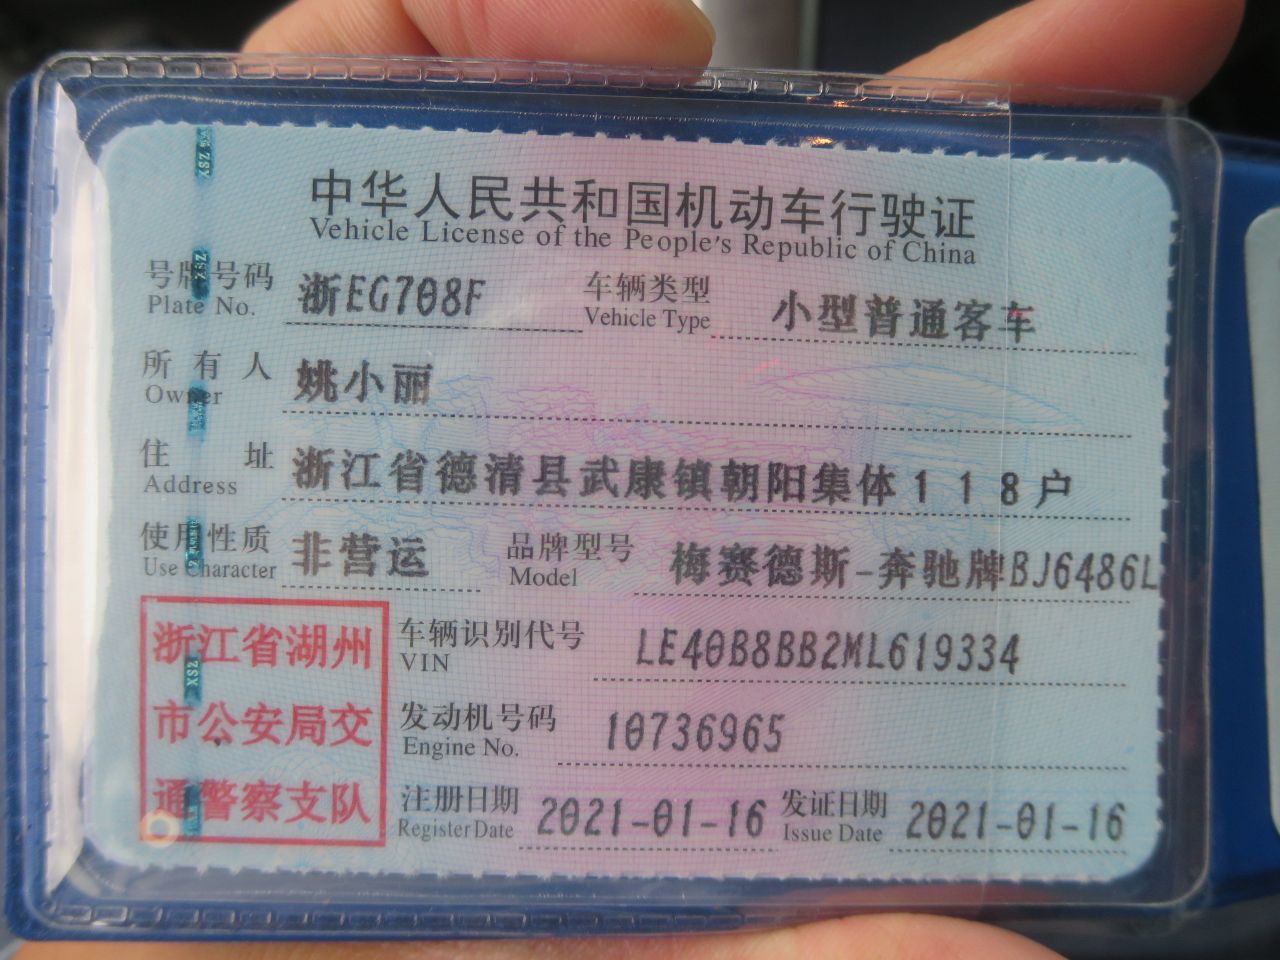 中华人民共和国机动车行驶证
Vehicle License of the People's Republic of China
号牌号码 浙EG708F 车辆类型 小型普通客车
Plate No. Vehicle Type
所有人 姚小丽
Owner
住址 浙江省德清县武康镇朝阳集体118户
Address
使用性质 非营运 品牌型号 梅赛德斯-奔驰牌BJ6486L
Use Character Model
浙江省湖州
市公安局交
通警察支队
车辆识别代号 LE40B8BB2ML619334
VIN
发动机号码 10736965
Engine No.
注册日期 2021-01-16 发证日期 2021-01-16
Register Date Issue Date